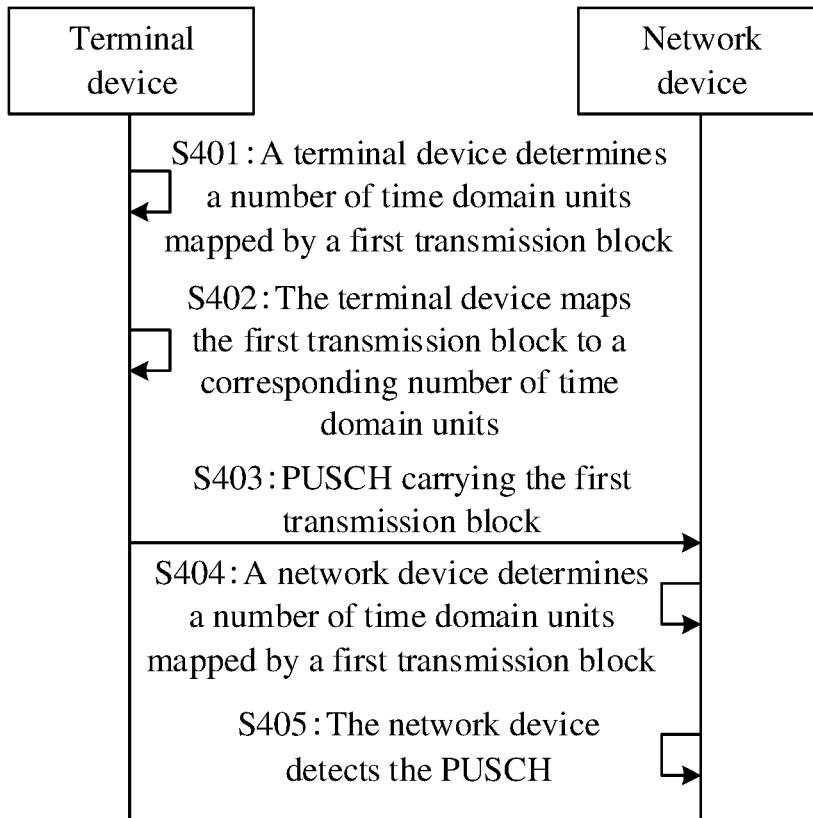 Terminal
device
Network
device
S401: A terminal device determines
a number of time domain units
mapped by a first transmission block
S402: The terminal device maps
the first transmission block to a
corresponding number of time
domain units
S403: PUSCH carrying the first
transmission block
S404: A network device determines
a number of time domain units
mapped by a first transmission block
S405: The network device
detects the PUSCH